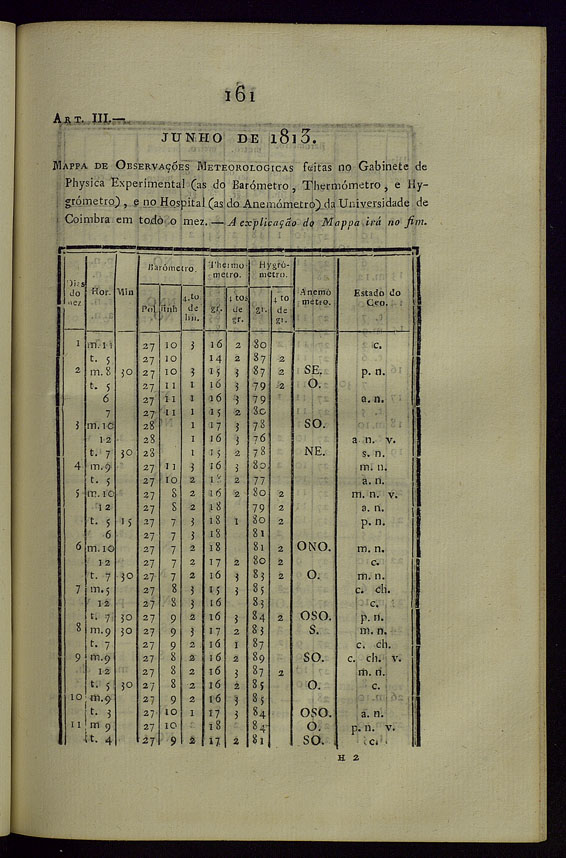 161
ART. III.—
JUNHO DE 1813.
MAPPA DE OBSERVAÇÕES METEOROLOGICAS feitas no Gabinete de
Physica Experimental (as do Barómetro, Thermómetro, e Hy-
grómetro), e no Hospital (as do Anemómetro) da Universidade de
Coimbra em todo o mez. — A explicação do Mappa irá no fim.
Dias do mez Hor. Min Barómetro Thermometro. Hygrómetro. Anemómetro. Estado do Ceo.
Pol. linh 4.to de lin. gr. 4 tos de gr. gr. 4 to de gr.
1 m. 11 27 10 3 16 2 80 c.
t. 5 27 10 14 2 87 2
2 m. 8 30 27 10 3 15 3 87 2 SE. p. n.
t. 5 27 11 1 16 3 79 2 O.
6 27 11 1 16 3 79 a. n.
7 27 11 1 15 2 80
3 m. 10 28 1 17 3 78 SO.
12 28 1 16 3 76 a n. v.
t. 7 30 28 1 15 2 78 NE. s. n.
4 m. 9 27 11 3 16 3 80 m. n.
t. 5 27 10 2 2 77 a. n.
5 m. 10 27 8 2 16 2 80 2 m. n. v.
12 27 8 2 18 79 2 a. n.
t. 5 15 27 7 3 18 1 80 2 p. n.
6 27 7 3 18 81
6 m. 10 27 7 2 18 81 2 ONO. m. n.
12 27 7 2 17 2 80 2 c.
t. 7 30 27 7 2 16 3 83 2 O. m. n.
7 m. 5 27 8 3 15 3 85 c. ch.
12 27 8 3 16 83 c.
t. 7 30 27 9 2 16 3 84 2 OSO. p. n.
8 m. 9 30 27 9 3 17 2 83 S. m. n.
t. 7 27 9 2 16 1 87 c. ch.
9 m. 9 27 8 2 16 2 89 SO. c. ch. v.
12 27 8 2 16 3 87 2 m. n.
t. 5 30 27 8 2 16 2 85 O. c.
10 m. 9 27 9 2 16 3 85
t. 3 27 10 1 17 3 84 OSO. a. n.
11 m 9 27 10 18 84 O. p. n. v.
t. 4 27 9 2 17 2 81 SO. c.
H 2